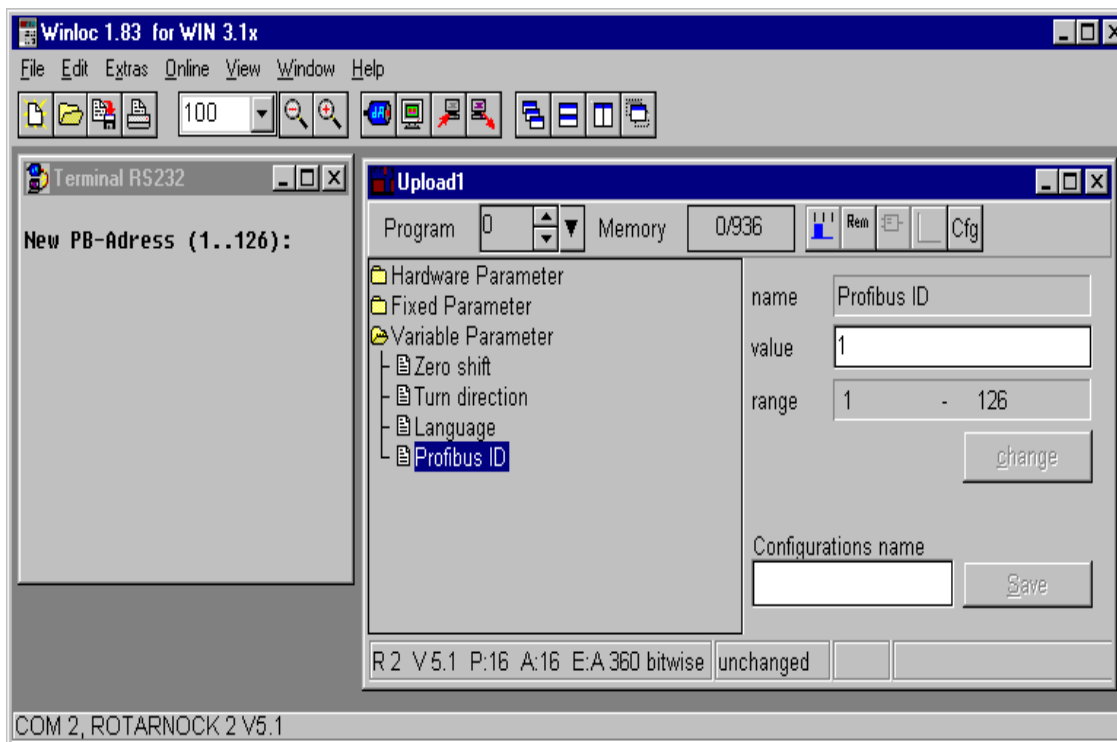 Winloc 1.83 for WIN 3.1x
File Edit Extras Online View Window Help
100
Terminal RS232
New PB-Adress (1..126):
Upload1
Program 0 Memory 0/936 Rem Cfg
Hardware Parameter
Fixed Parameter
Variable Parameter
Zero shift
Turn direction
Language
Profibus ID
name Profibus ID
value 1
range 1 - 126
change
Configurations name
Save
R 2 V 5.1 P:16 A:16 E:A 360 bitwise unchanged
COM 2, ROTARNOCK 2 V5.1